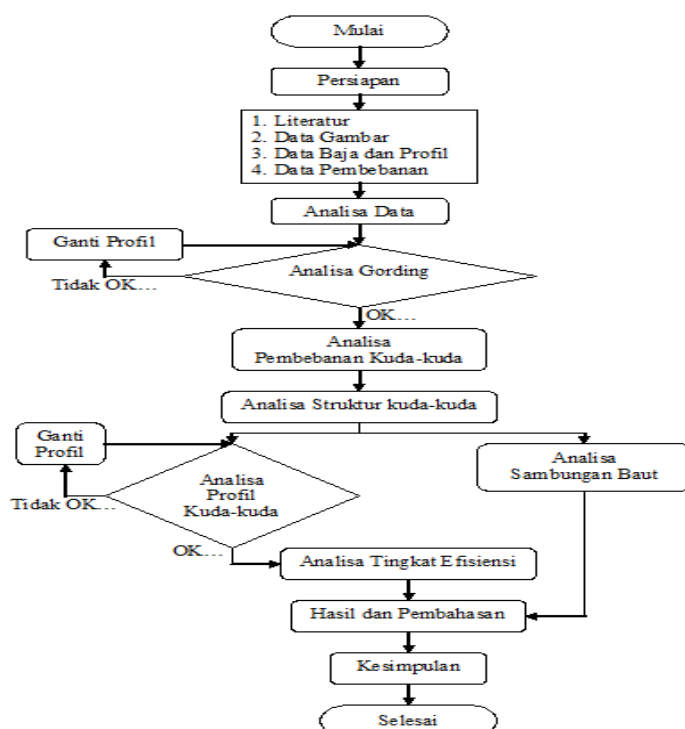 Mulai
Persiapan
1. Literatur
2. Data Gambar
3. Data Baja dan Profil
4. Data Pembebanan
Analisa Data
Ganti Profil
Analisa Gording
Tidak OK...
OK...
Analisa
Pembebanan Kuda-kuda
Analisa Struktur kuda-kuda
Ganti
Profil
Analisa
Profil
Kuda-kuda
Tidak OK...
Analisa
Sambungan Baut
OK...
Analisa Tingkat Efisiensi
Hasil dan Pembahasan
Kesimpulan
Selesai